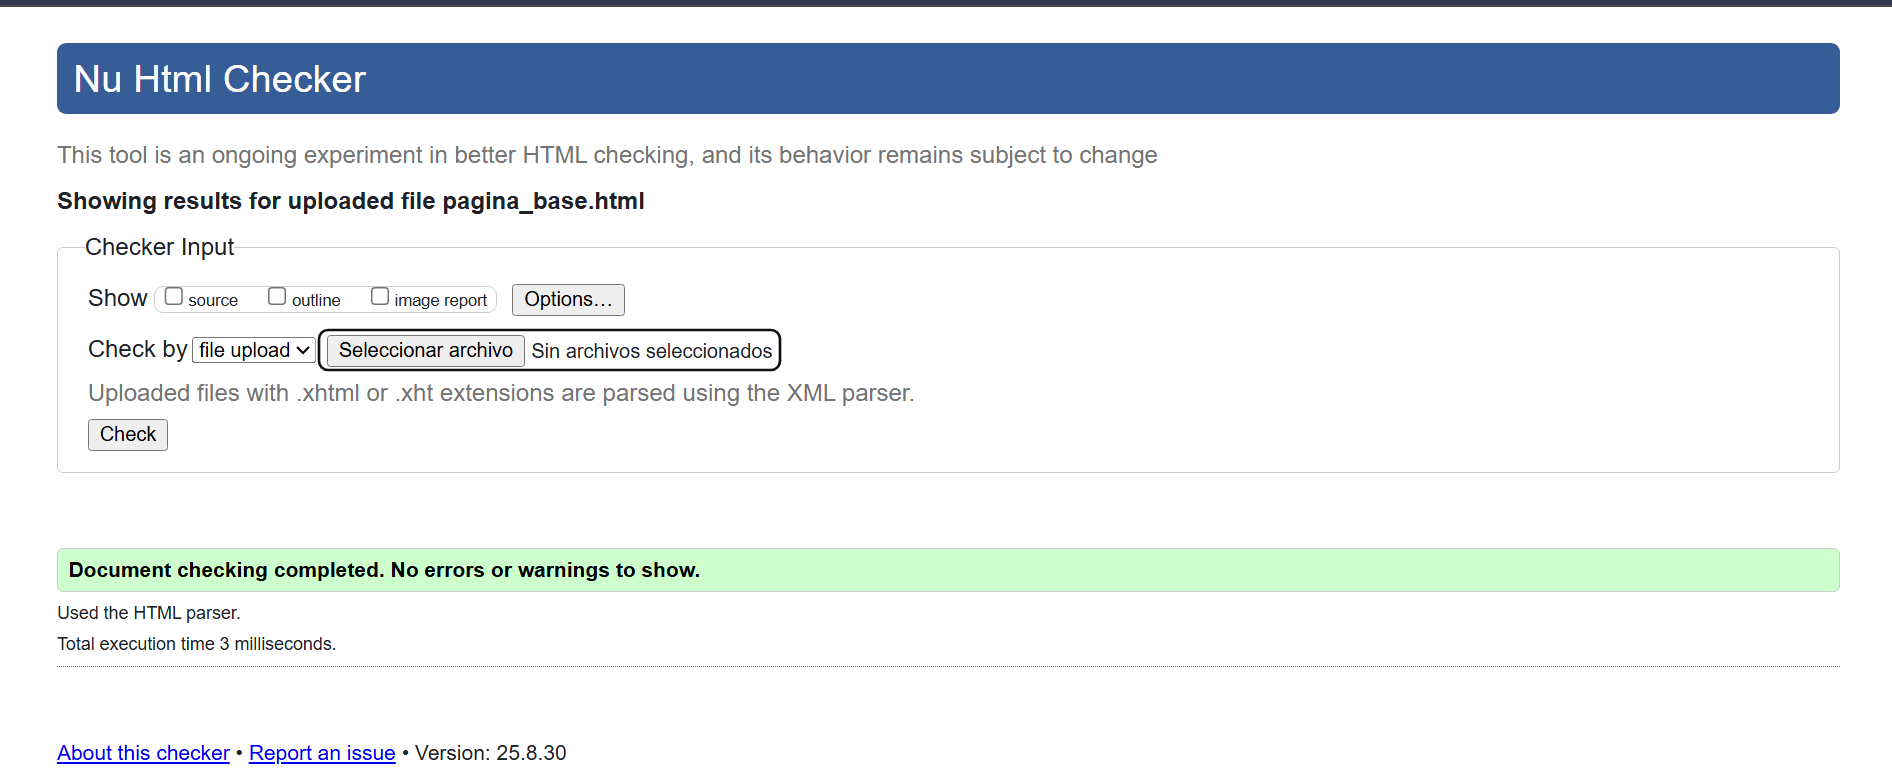 Nu Html Checker
This tool is an ongoing experiment in better HTML checking, and its behavior remains subject to change
Showing results for uploaded file pagina_base.html
Checker Input
Show source outline image report Options…
Check by file upload Seleccionar archivo Sin archivos seleccionados
Uploaded files with .xhtml or .xht extensions are parsed using the XML parser.
Check
Document checking completed. No errors or warnings to show.
Used the HTML parser.
Total execution time 3 milliseconds.
About this checker • Report an issue • Version: 25.8.30